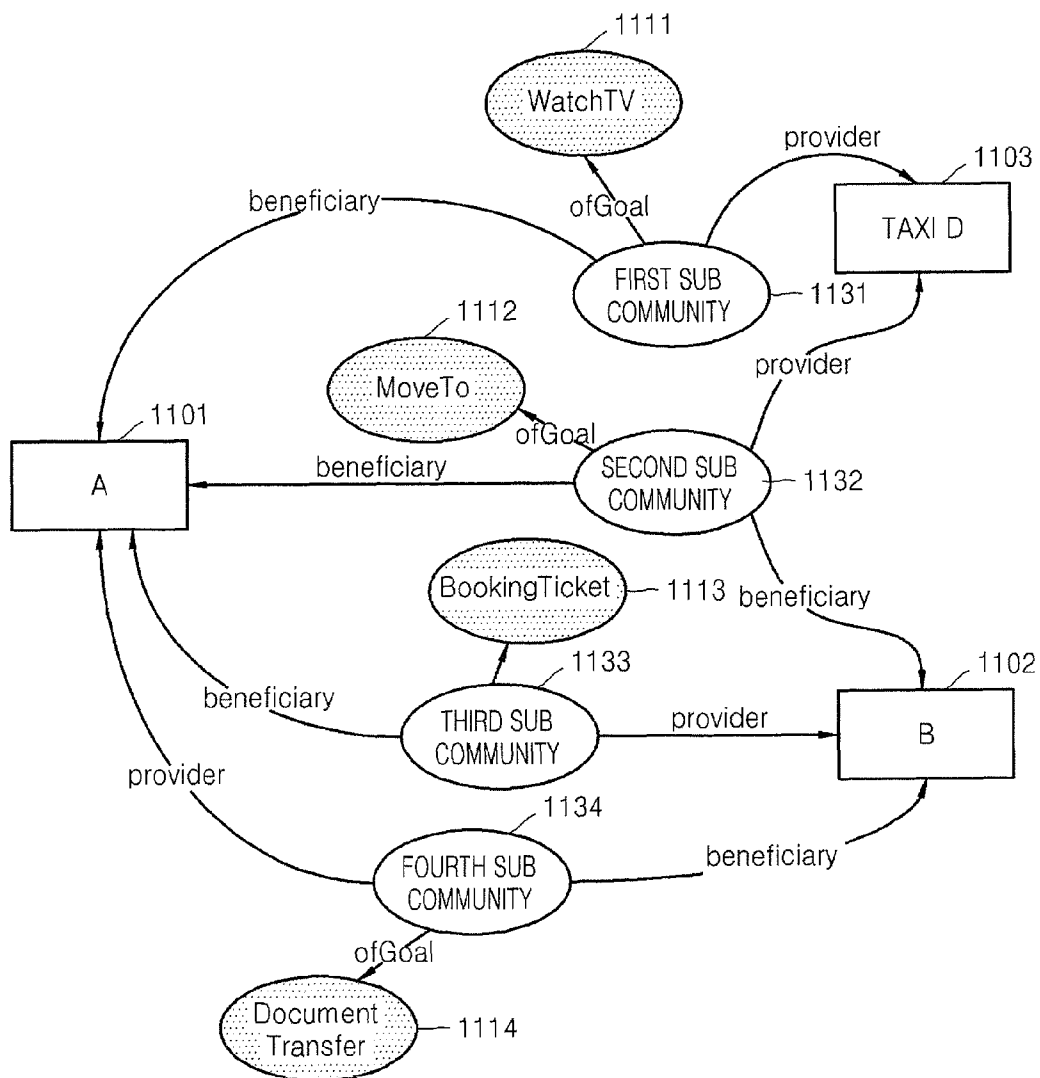 1111
WatchTV
provider
1103
beneficiary
ofGoal
TAXI D
FIRST SUB
COMMUNITY
1131
1112
MoveTo
provider
1101
ofGoal
A
beneficiary
SECOND SUB
COMMUNITY
1132
BookingTicket
1113
beneficiary
1133
1102
beneficiary
THIRD SUB
COMMUNITY
provider
B
provider
1134
FOURTH SUB
COMMUNITY
beneficiary
ofGoal
Document
Transfer
1114